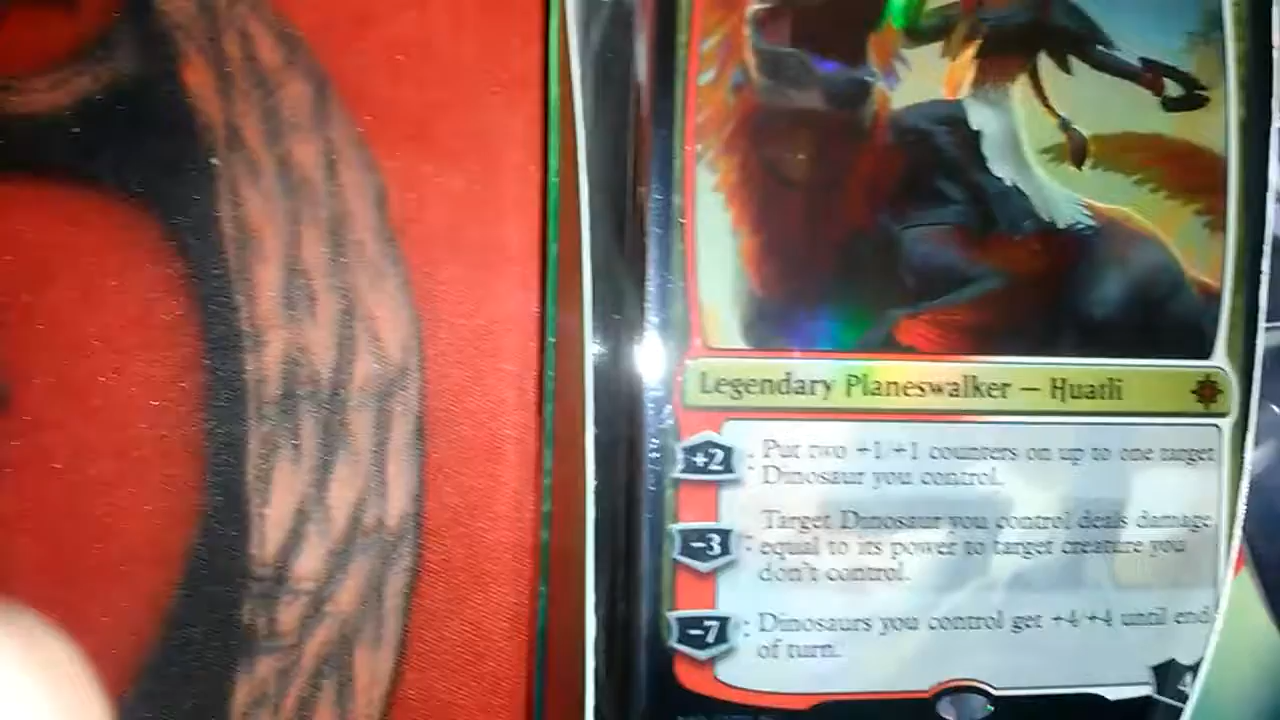 Legendary Planeswalker — Huatli
+2 : Put two +1/+1 counters on up to one target
Dinosaur you control.
Target Dinosaur you control deals damage
-3 : equal to its power to target creature you
don't control.
-7 : Dinosaurs you control get +4/+4 until end
of turn.
4